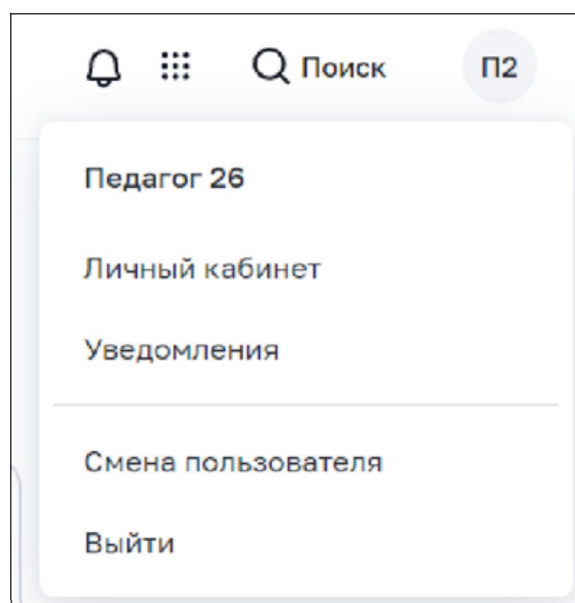 Поиск П2
Педагог 26
Личный кабинет
Уведомления
Смена пользователя
Выйти